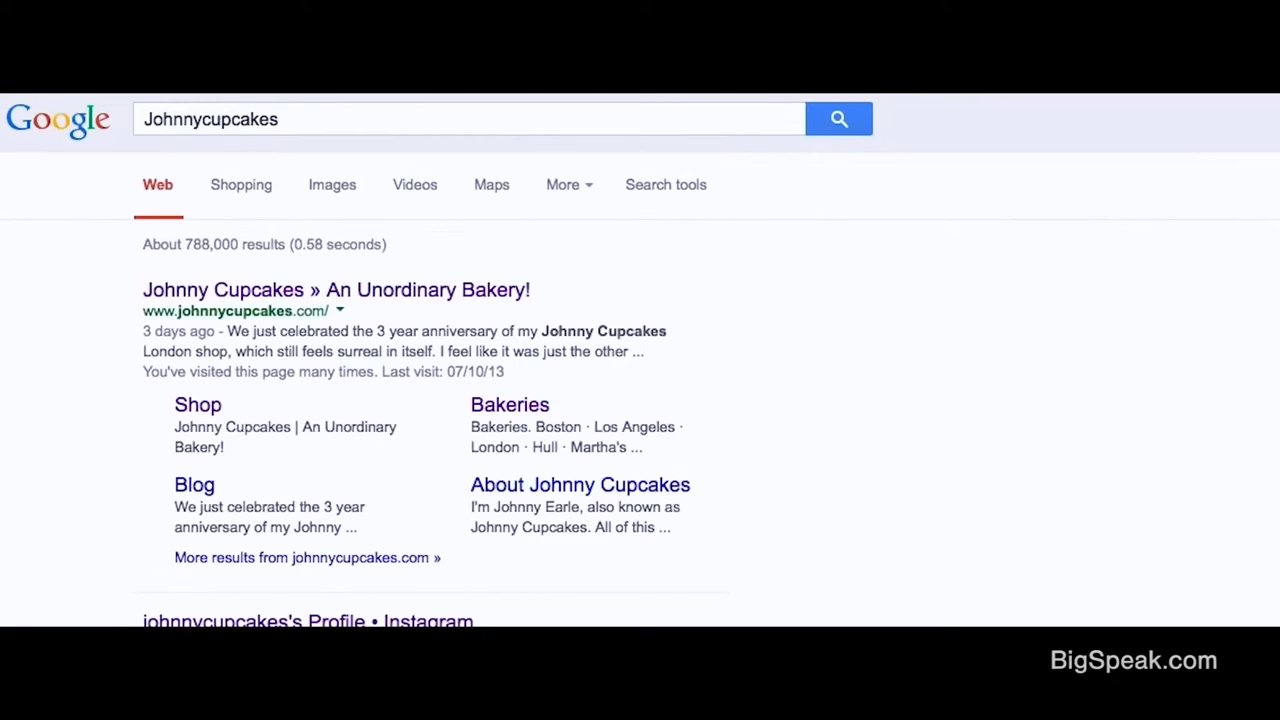 Google
Johnnycupcakes
Web Shopping Images Videos Maps More Search tools
About 788,000 results (0.58 seconds)
Johnny Cupcakes » An Unordinary Bakery!
www.johnnycupcakes.com/
3 days ago - We just celebrated the 3 year anniversary of my Johnny Cupcakes
London shop, which still feels surreal in itself. I feel like it was just the other ...
You've visited this page many times. Last visit: 07/10/13
Shop
Johnny Cupcakes | An Unordinary
Bakery!
Bakeries
Bakeries. Boston · Los Angeles ·
London · Hull · Martha's ...
Blog
We just celebrated the 3 year
anniversary of my Johnny ...
About Johnny Cupcakes
I'm Johnny Earle, also known as
Johnny Cupcakes. All of this ...
More results from johnnycupcakes.com »
johnnycupcakes's Profile • Instagram
BigSpeak.com